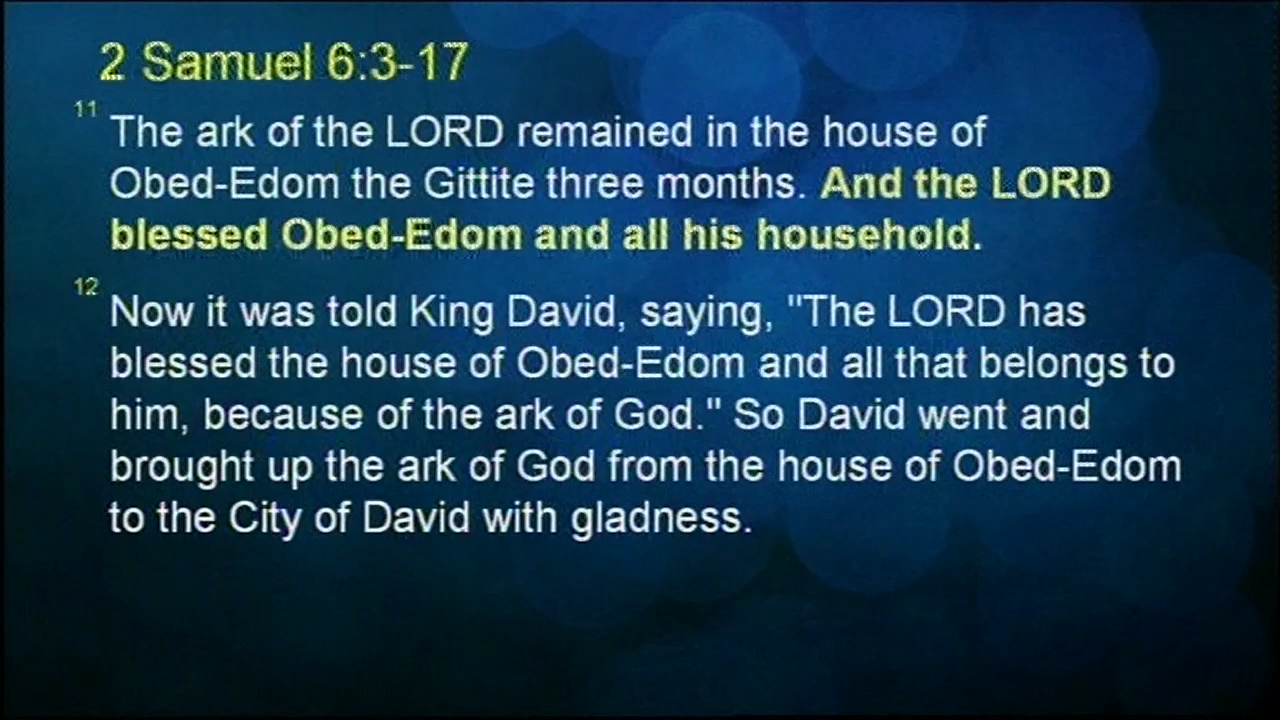 2 Samuel 6:3-17
11 The ark of the LORD remained in the house of
Obed-Edom the Gittite three months. And the LORD
blessed Obed-Edom and all his household.
12 Now it was told King David, saying, "The LORD has
blessed the house of Obed-Edom and all that belongs to
him, because of the ark of God." So David went and
brought up the ark of God from the house of Obed-Edom
to the City of David with gladness.